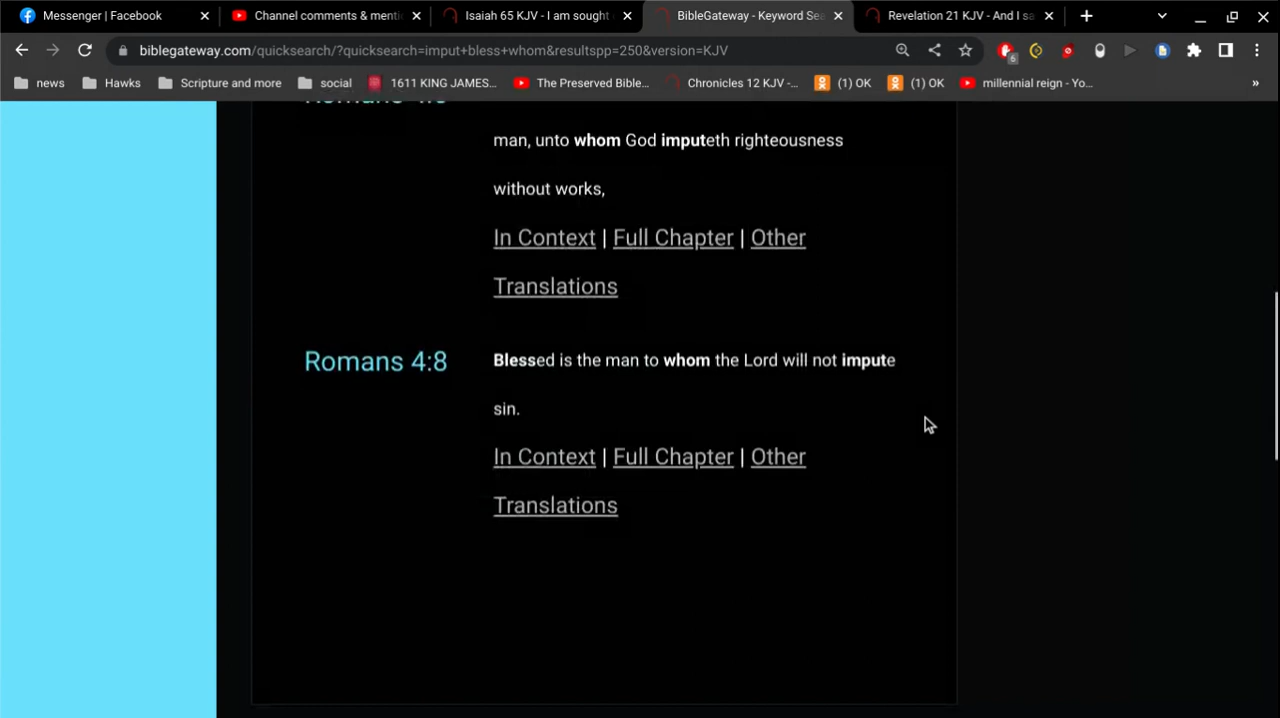 Messenger | Facebook
Channel comments & menti
Isaiah 65 KJV - I am sought
BibleGateway - Keyword Sea
Revelation 21 KJV - And I sa
biblegateway.com/quicksearch/?quicksearch=imput+bless+whom&resultspp=250&version=KJV
6
news
Hawks
Scripture and more
social
1611 KING JAMES...
The Preserved Bible...
Chronicles 12 KJV -...
(1) OK
(1) OK
millennial reign - Yo...
»
man, unto whom God imputeth righteousness
without works,
In Context | Full Chapter | Other
Translations
Romans 4:8
Blessed is the man to whom the Lord will not impute
sin.
In Context | Full Chapter | Other
Translations